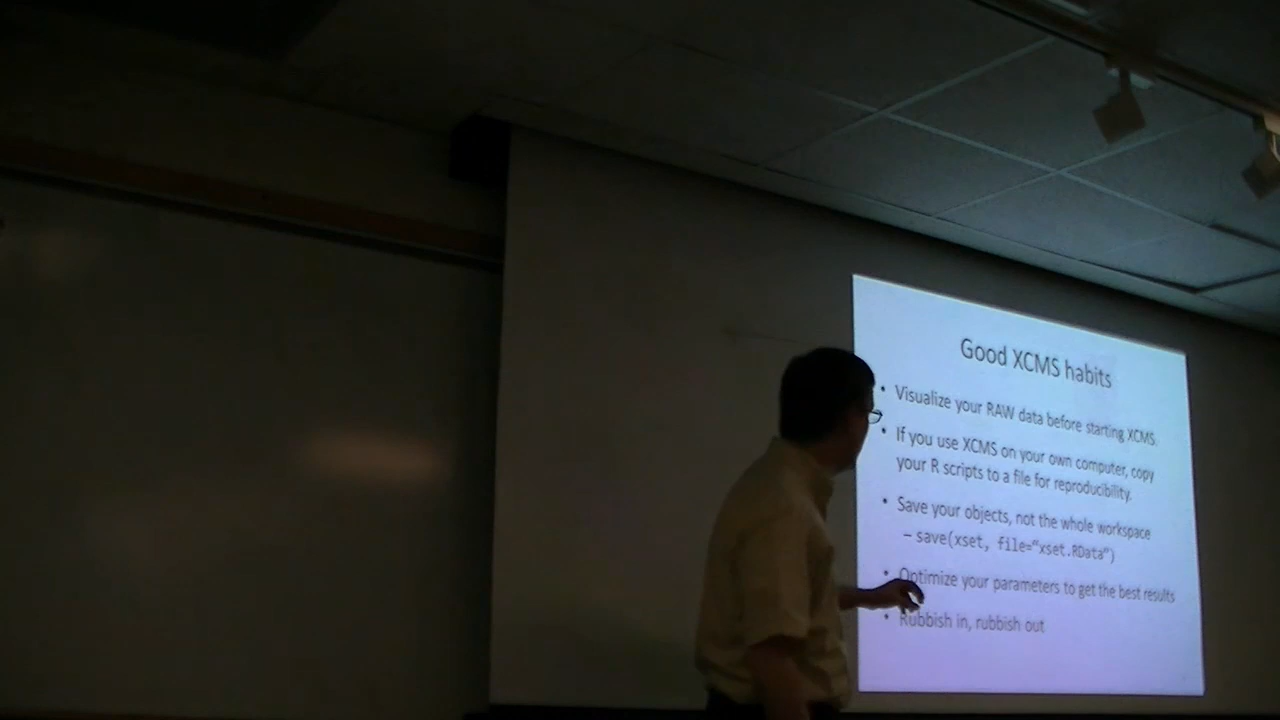 Good XCMS habits
• Visualize your RAW data before starting XCMS.
• If you use XCMS on your own computer, copy
your R scripts to a file for reproducibility.
• Save your objects, not the whole workspace
– save(xset, file="xset.RData")
• Optimize your parameters to get the best results
• Rubbish in, rubbish out